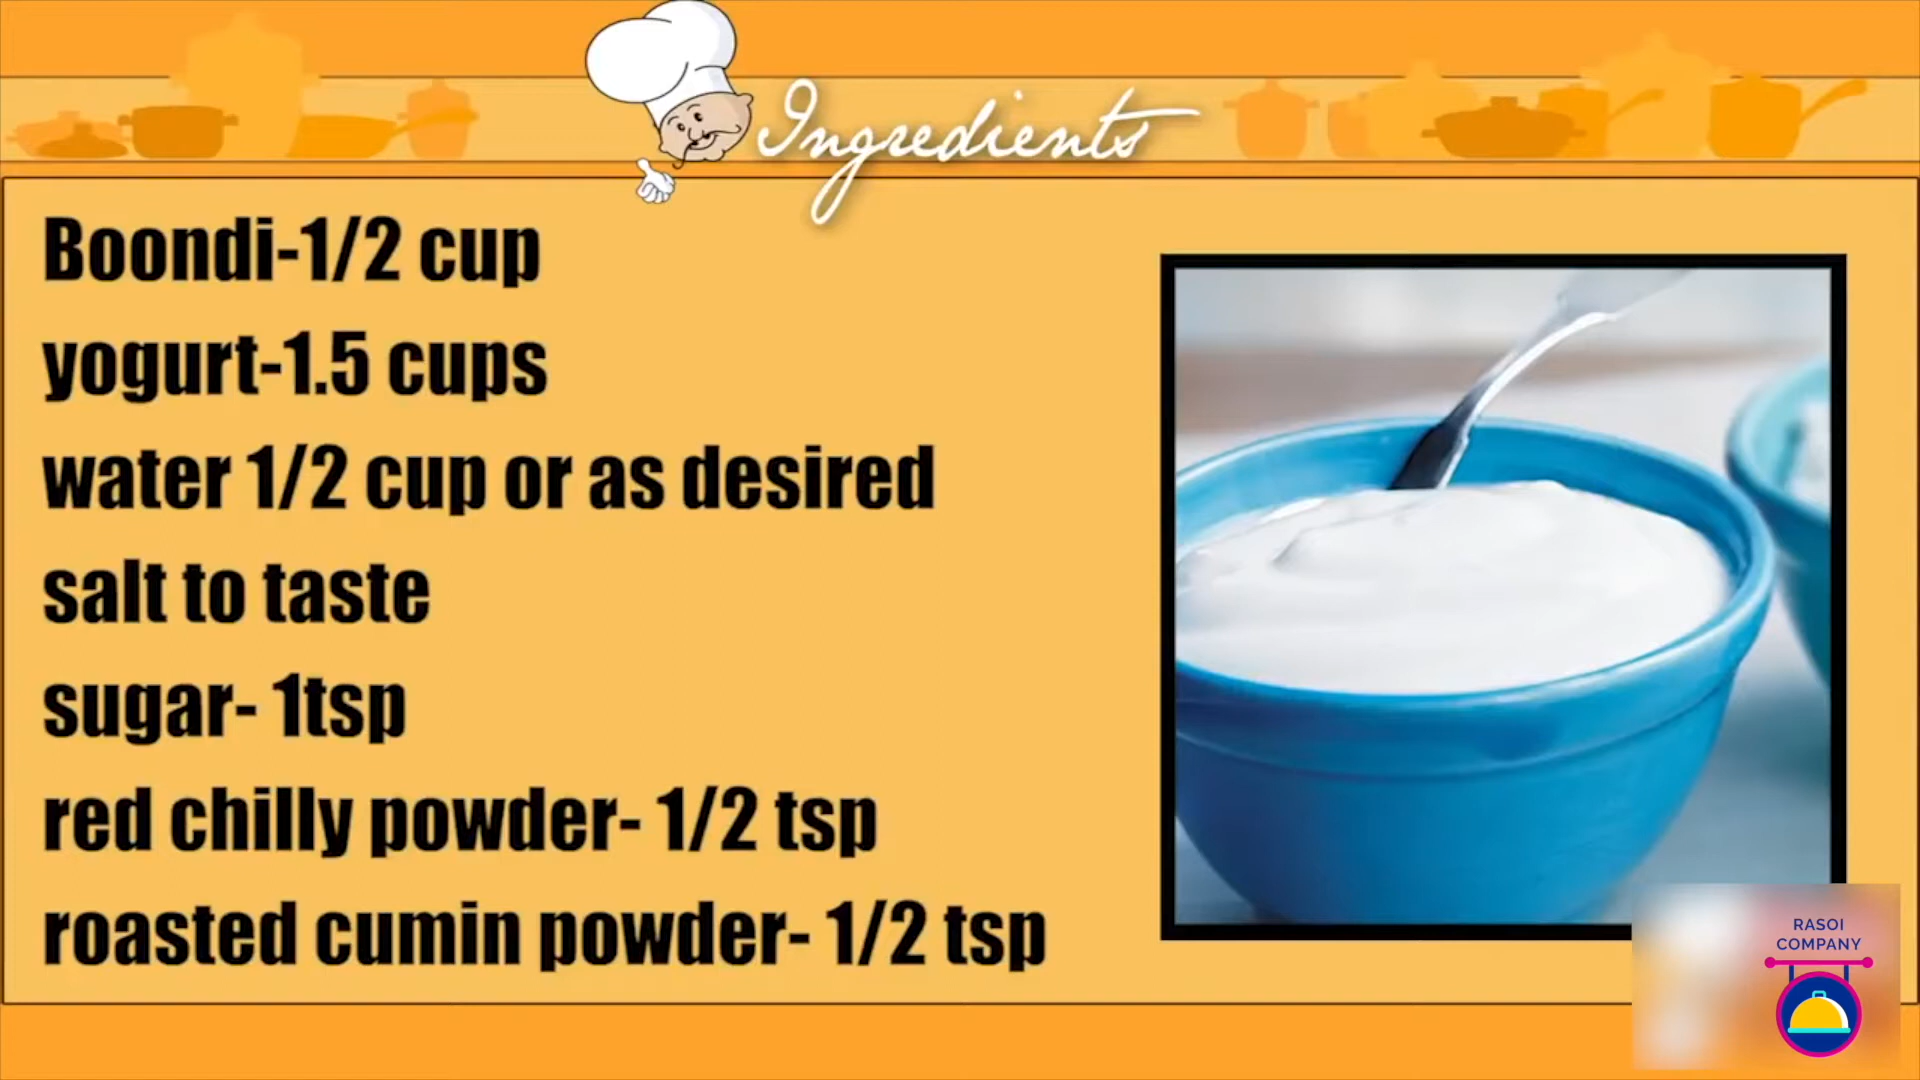 Ingredients
Boondi-1/2 cup
yogurt-1.5 cups
water 1/2 cup or as desired
salt to taste
sugar- 1tsp
red chilly powder- 1/2 tsp
roasted cumin powder- 1/2 tsp
RASOI
COMPANY